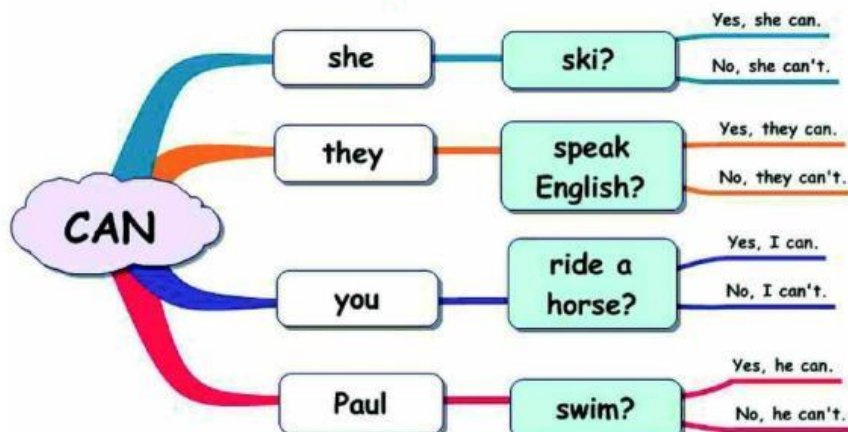 CAN
she
ski?
Yes, she can.
No, she can't.
they
speak
English?
Yes, they can.
No, they can't.
you
ride a
horse?
Yes, I can.
No, I can't.
Paul
swim?
Yes, he can.
No, he can't.